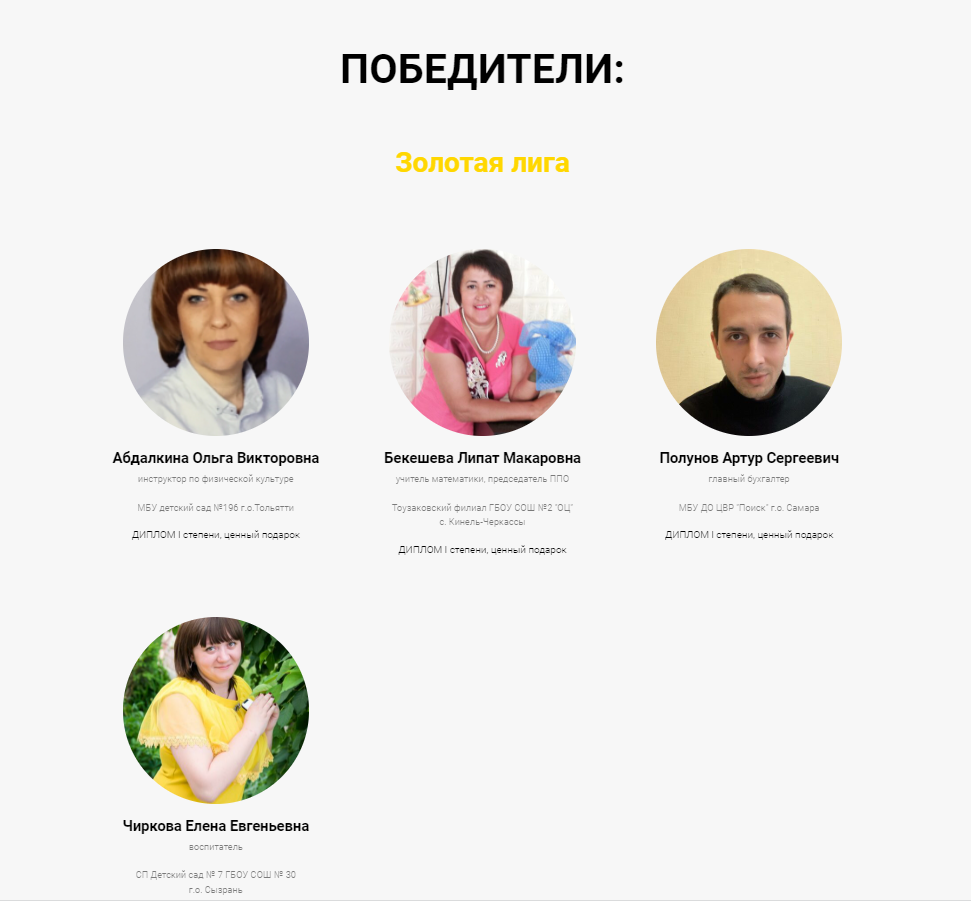 ПОБЕДИТЕЛИ:
Золотая лига
Абдалкина Ольга Викторовна
инструктор по физической культуре
МБУ детский сад №196 г.о.Тольятти
ДИПЛОМ I степени, ценный подарок
Бекешева Липат Макаровна
учитель математики, председатель ППО
Тоузаковский филиал ГБОУ СОШ №2 "ОЦ"
с. Кинель-Черкассы
ДИПЛОМ I степени, ценный подарок
Полунов Артур Сергеевич
главный бухгалтер
МБУ ДО ЦВР "Поиск" г.о. Самара
ДИПЛОМ I степени, ценный подарок
Чиркова Елена Евгеньевна
воспитатель
СП Детский сад № 7 ГБОУ СОШ № 30
г.о. Сызрань